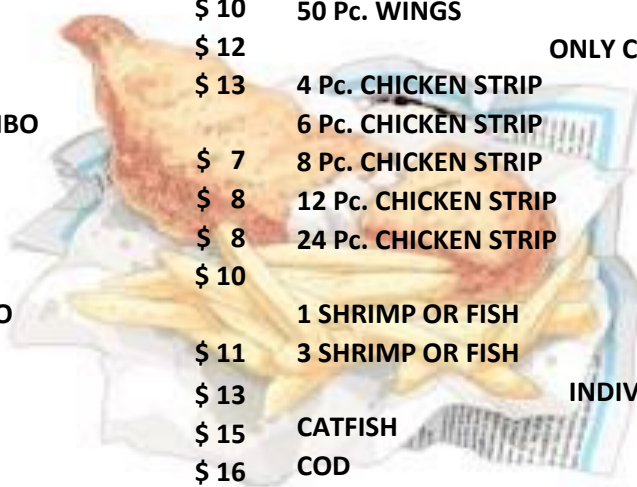 $ 10 50 Pc. WINGS
$ 12 ONLY C
$ 13 4 Pc. CHICKEN STRIP
MBO 6 Pc. CHICKEN STRIP
$ 7 8 Pc. CHICKEN STRIP
$ 8 12 Pc. CHICKEN STRIP
$ 8 24 Pc. CHICKEN STRIP
$ 10
O 1 SHRIMP OR FISH
$ 11 3 SHRIMP OR FISH
$ 13 INDIV
$ 15 CATFISH
$ 16 COD